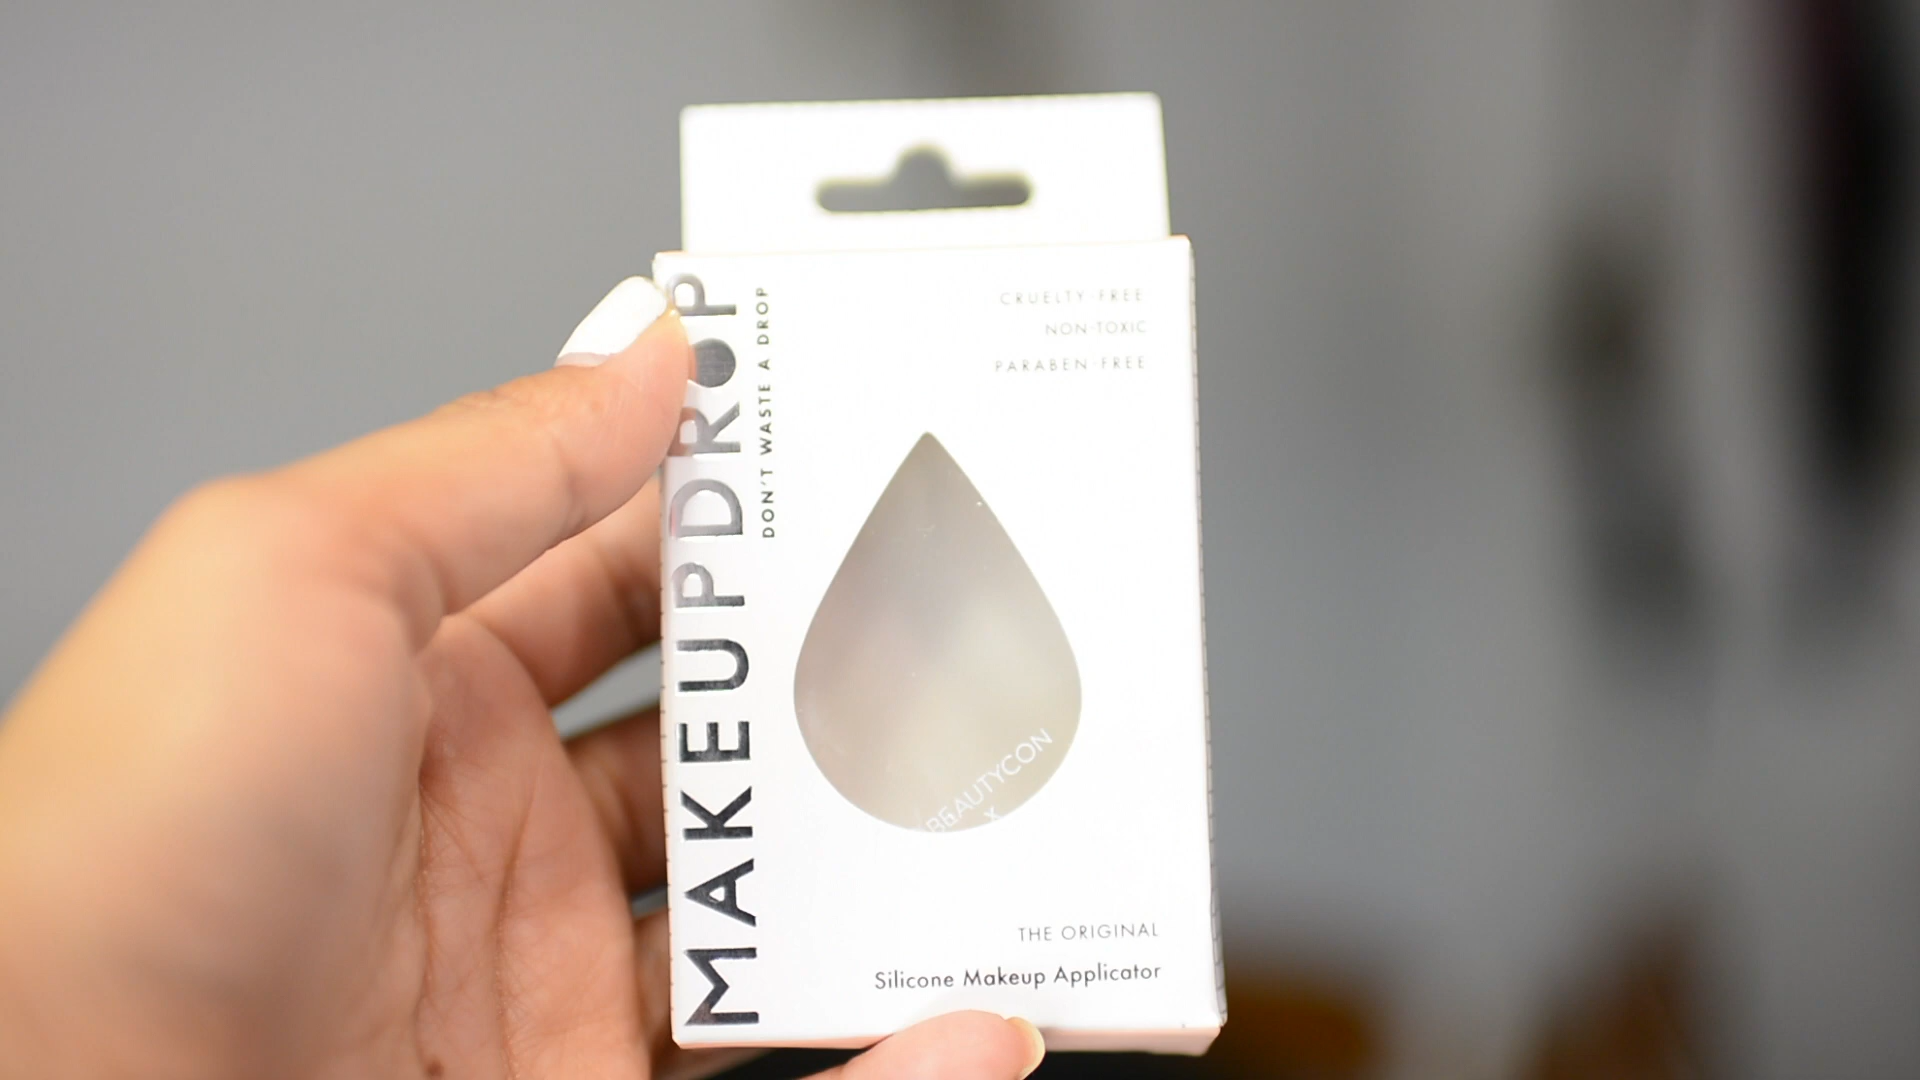 MAKEUPDROP
DON'T WASTE A DROP
CRUELTY-FREE
NON-TOXIC
PARABEN-FREE
BEAUTYCON
X
THE ORIGINAL
Silicone Makeup Applicator